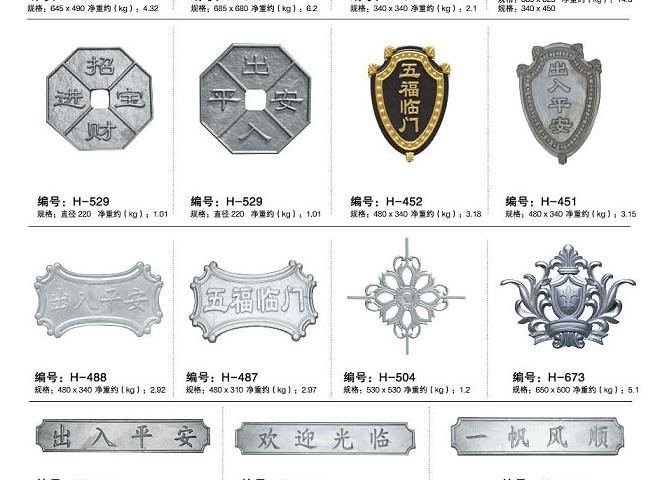 规格：645 x 490 净重约（kg）：4.32
规格：685 x 680 净重约（kg）：6.2
规格：340 x 340 净重约（kg）：2.1
规格：
340 x 450
招
进 宝
财
出
平 安
入
五福临门
出入平安
编号：H-529
规格：直径 220 净重约（kg）：1.01
编号：H-529
规格：直径 220 净重约（kg）：1.01
编号：H-452
规格：480 x 340 净重约（kg）：3.18
编号：H-451
规格：480 x 340 净重约（kg）：3.15
出入平安
五福临门
编号：H-488
规格：480 x 340 净重约（kg）：2.92
编号：H-487
规格：480 x 310 净重约（kg）：2.97
编号：H-504
规格：530 x 530 净重约（kg）：1.2
编号：H-673
规格：650 x 500 净重约（kg）：5.1
出入平安
欢迎光临
一帆风顺